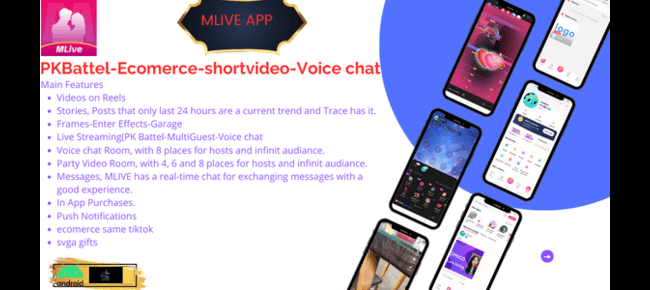 MLIVE APP
MLive
PKBattel-Ecomerce-shortvideo-Voice chat
Main Features
Videos on Reels
Stories, Posts that only last 24 hours are a current trend and Trace has it.
Frames-Enter Effects-Garage
Live Streaming(PK Battel-MultiGuest-Voice chat
Voice chat Room, with 8 places for hosts and infinit audiance.
Party Video Room, with 4, 6 and 8 places for hosts and infinit audiance.
Messages, MLIVE has a real-time chat for exchanging messages with a
good experience.
In App Purchases.
Push Notifications
ecomerce same tiktok
svga gifts
android
logo